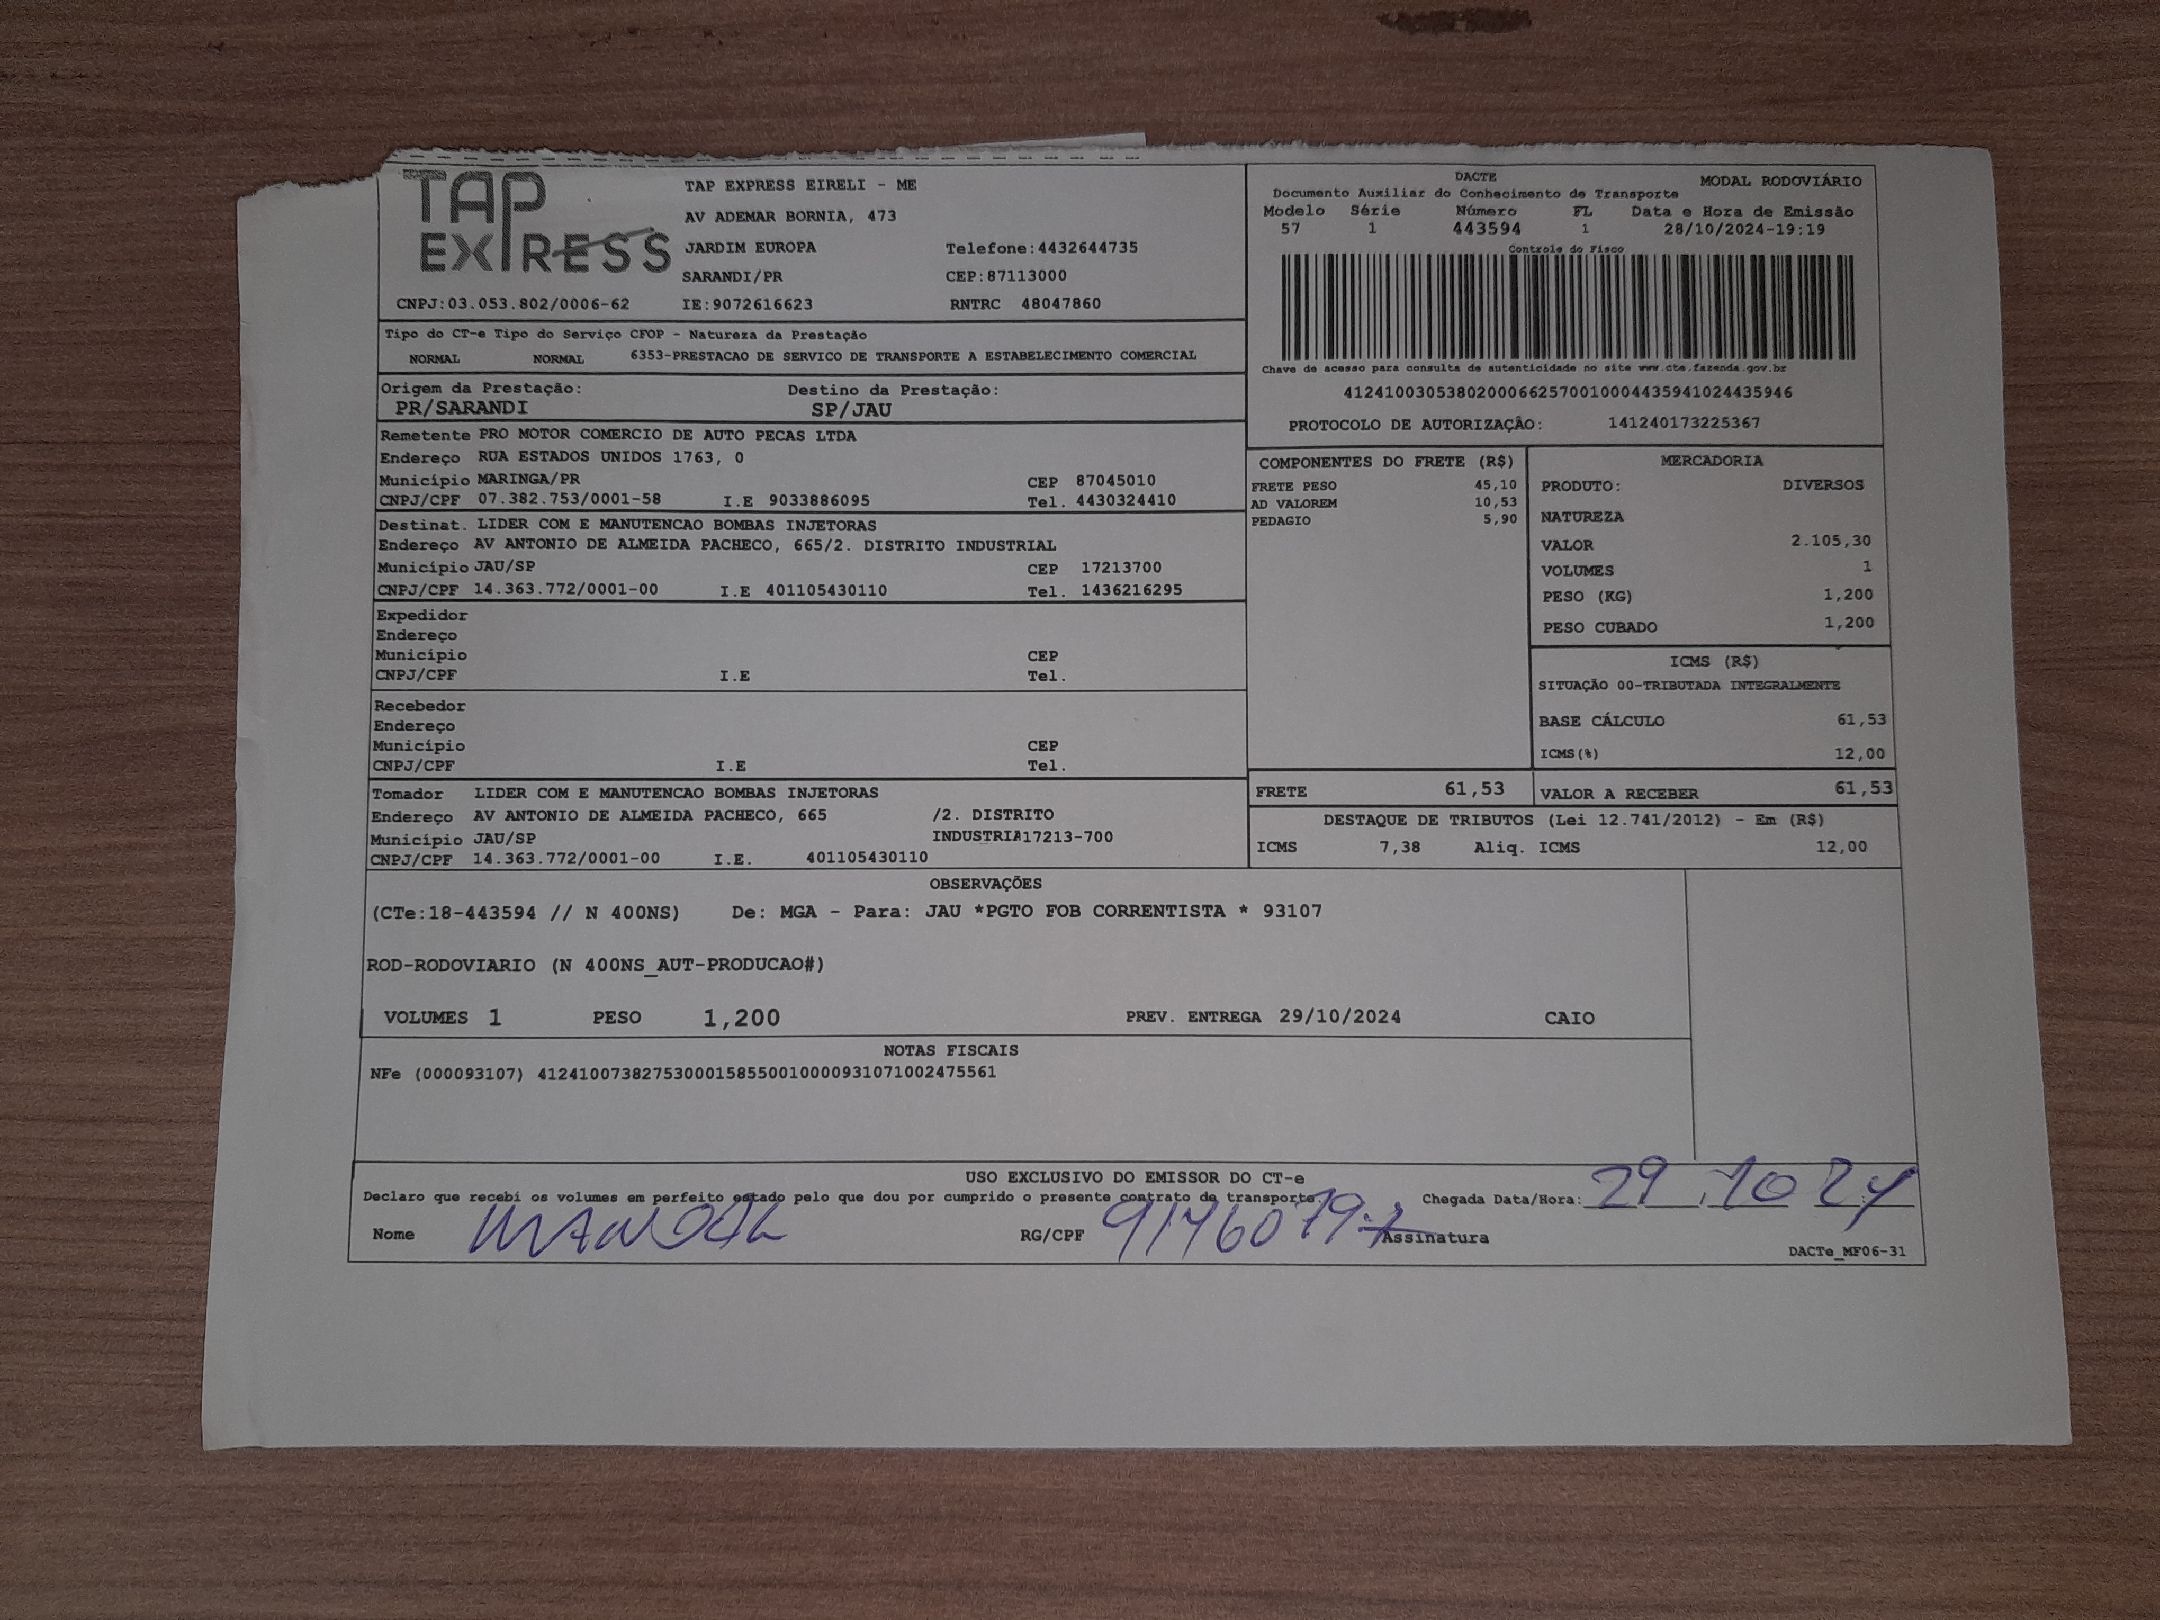 TAP EXPRESS
TAP EXPRESS EIRELI - ME
AV ADEMAR BORNIA, 473
JARDIM EUROPA Telefone:4432644735
SARANDI/PR CEP:87113000
CNPJ:03.053.802/0006-62 IE:9072616623 RNTRC 48047860
DACTE MODAL RODOVIÁRIO
Documento Auxiliar do Conhecimento de Transporte
Modelo Série Número FL Data e Hora de Emissão
57 1 443594 1 28/10/2024-19:19
Controle do Fisco
Chave de acesso para consulta de autenticidade no site www.cte.fazenda.gov.br
41241003053802000662570010004435941024435946
PROTOCOLO DE AUTORIZAÇÃO: 141240173225367
Tipo do CT-e Tipo do Serviço CFOP - Natureza da Prestação
NORMAL NORMAL 6353-PRESTACAO DE SERVICO DE TRANSPORTE A ESTABELECIMENTO COMERCIAL
Origem da Prestação: Destino da Prestação:
PR/SARANDI SP/JAU
Remetente PRO MOTOR COMERCIO DE AUTO PECAS LTDA
Endereço RUA ESTADOS UNIDOS 1763, 0
Município MARINGA/PR CEP 87045010
CNPJ/CPF 07.382.753/0001-58 I.E 9033886095 Tel. 4430324410
Destinat. LIDER COM E MANUTENCAO BOMBAS INJETORAS
Endereço AV ANTONIO DE ALMEIDA PACHECO, 665/2. DISTRITO INDUSTRIAL
Município JAU/SP CEP 17213700
CNPJ/CPF 14.363.772/0001-00 I.E 401105430110 Tel. 1436216295
Expedidor
Endereço
Município CEP
CNPJ/CPF I.E Tel.
Recebedor
Endereço
Município CEP
CNPJ/CPF I.E Tel.
Tomador LIDER COM E MANUTENCAO BOMBAS INJETORAS
Endereço AV ANTONIO DE ALMEIDA PACHECO, 665 /2. DISTRITO
Município JAU/SP INDUSTRIA17213-700
CNPJ/CPF 14.363.772/0001-00 I.E. 401105430110
COMPONENTES DO FRETE (R$)
FRETE PESO 45,10
AD VALOREM 10,53
PEDAGIO 5,90
MERCADORIA
PRODUTO: DIVERSOS
NATUREZA
VALOR 2.105,30
VOLUMES 1
PESO (KG) 1,200
PESO CUBADO 1,200
ICMS (R$)
SITUAÇÃO 00-TRIBUTADA INTEGRALMENTE
BASE CÁLCULO 61,53
ICMS(%) 12,00
FRETE 61,53 VALOR A RECEBER 61,53
DESTAQUE DE TRIBUTOS (Lei 12.741/2012) - Em (R$)
ICMS 7,38 Aliq. ICMS 12,00
OBSERVAÇÕES
(CTe:18-443594 // N 400NS) De: MGA - Para: JAU *PGTO FOB CORRENTISTA * 93107
ROD-RODOVIARIO (N 400NS_AUT-PRODUCAO#)
VOLUMES 1 PESO 1,200 PREV. ENTREGA 29/10/2024 CAIO
NOTAS FISCAIS
NFe (000093107) 41241007382753000158550010000931071002475561
USO EXCLUSIVO DO EMISSOR DO CT-e
Declaro que recebi os volumes em perfeito estado pelo que dou por cumprido o presente contrato de transporte. Chegada Data/Hora: 29 10 24
Nome MANOEL RG/CPF 9146079-7 Assinatura
DACTe_MF06-31